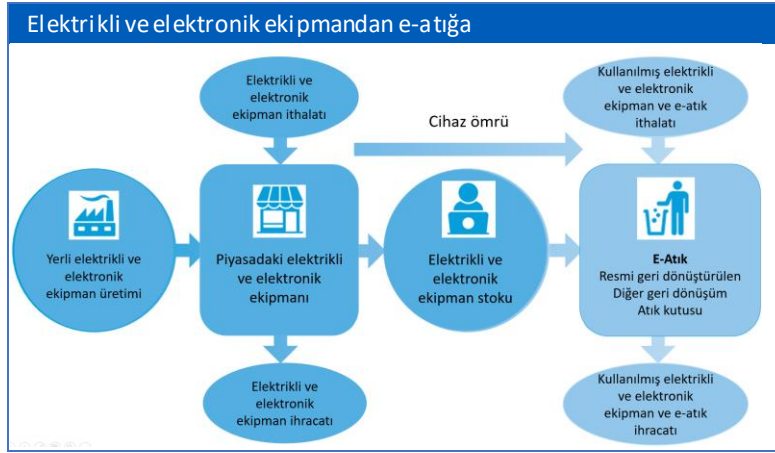 Elektrikli ve elektronik ekipmandan e-atığa
Elektrikli ve
elektronik
ekipman ithalatı
Kullanılmış elektrikli
ve elektronik
ekipman ve e-atık
ithalatı
Cihaz ömrü
Yerli elektrikli ve
elektronik
ekipman üretimi
Piyasadaki elektrikli
ve elektronik
ekipmanı
Elektrikli ve
elektronik
ekipman stoku
E-Atık
Resmi geri dönüştürülen
Diğer geri dönüşüm
Atık kutusu
Elektrikli ve
elektronik
ekipman ihracatı
Kullanılmış elektrikli
ve elektronik
ekipman ve e-atık
ihracatı